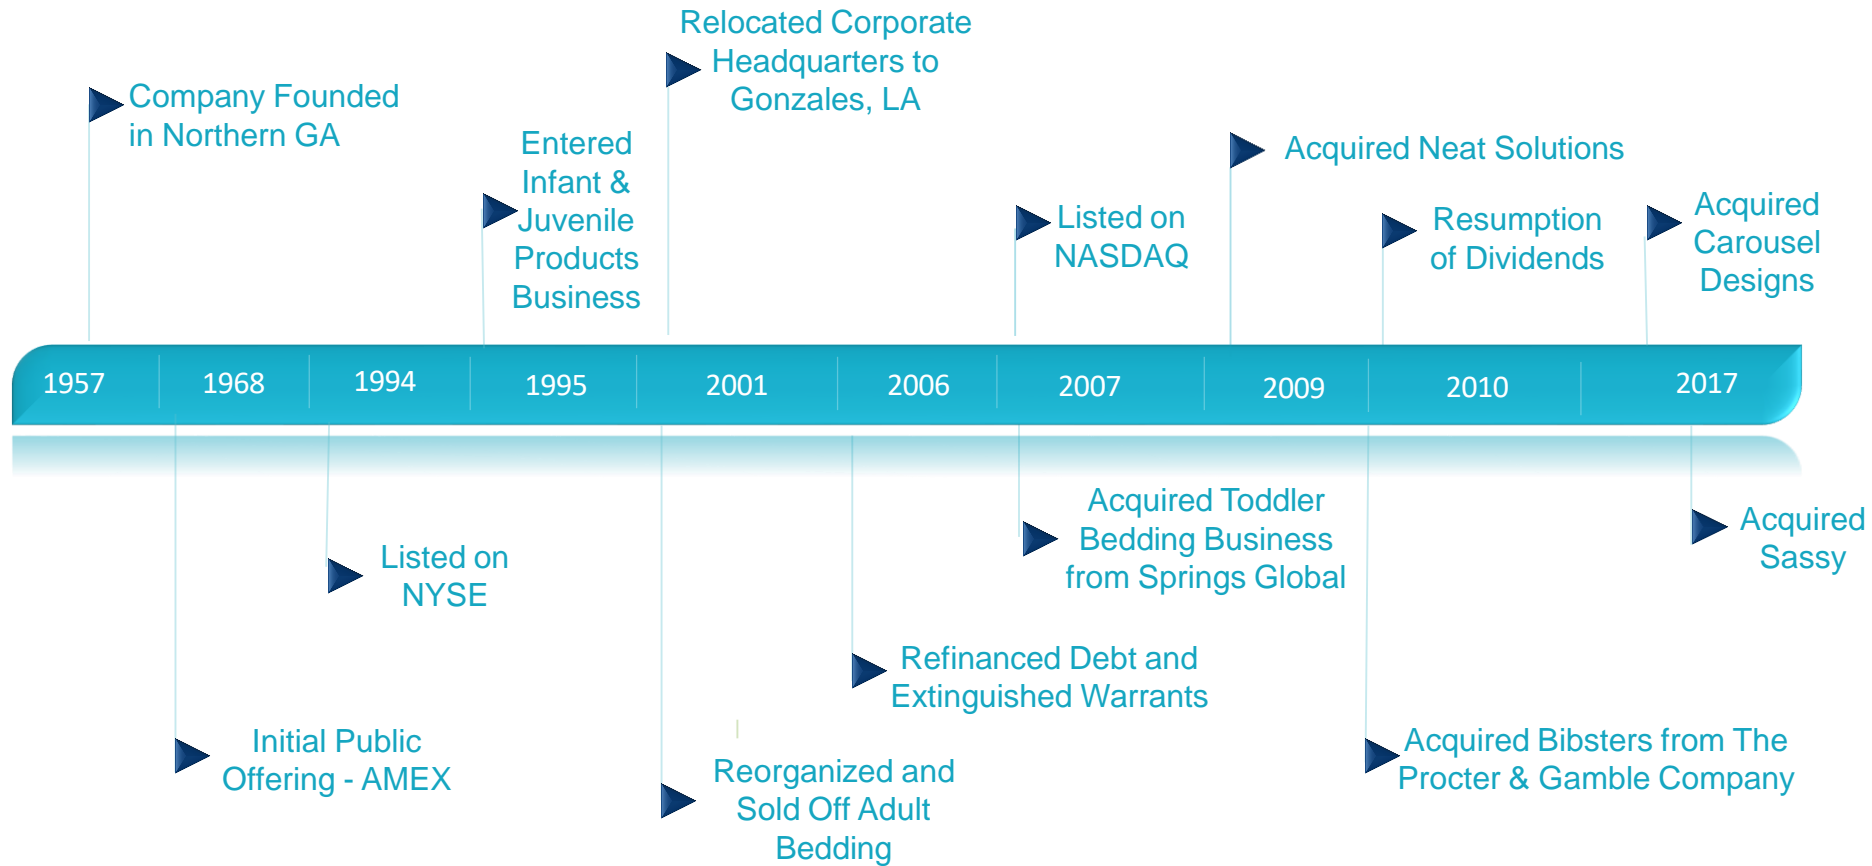 Relocated Corporate
Headquarters to
Gonzales, LA
Company Founded
in Northern GA
Entered
Infant &
Juvenile
Products
Business
Listed on
NASDAQ
Acquired Neat Solutions
Resumption
of Dividends
Acquired
Carousel
Designs
1957
1968
1994
1995
2001
2006
2007
2009
2010
2017
Initial Public
Offering - AMEX
Listed on
NYSE
Reorganized and
Sold Off Adult
Bedding
Refinanced Debt and
Extinguished Warrants
Acquired Toddler
Bedding Business
from Springs Global
Acquired Bibsters from The
Procter & Gamble Company
Acquired
Sassy